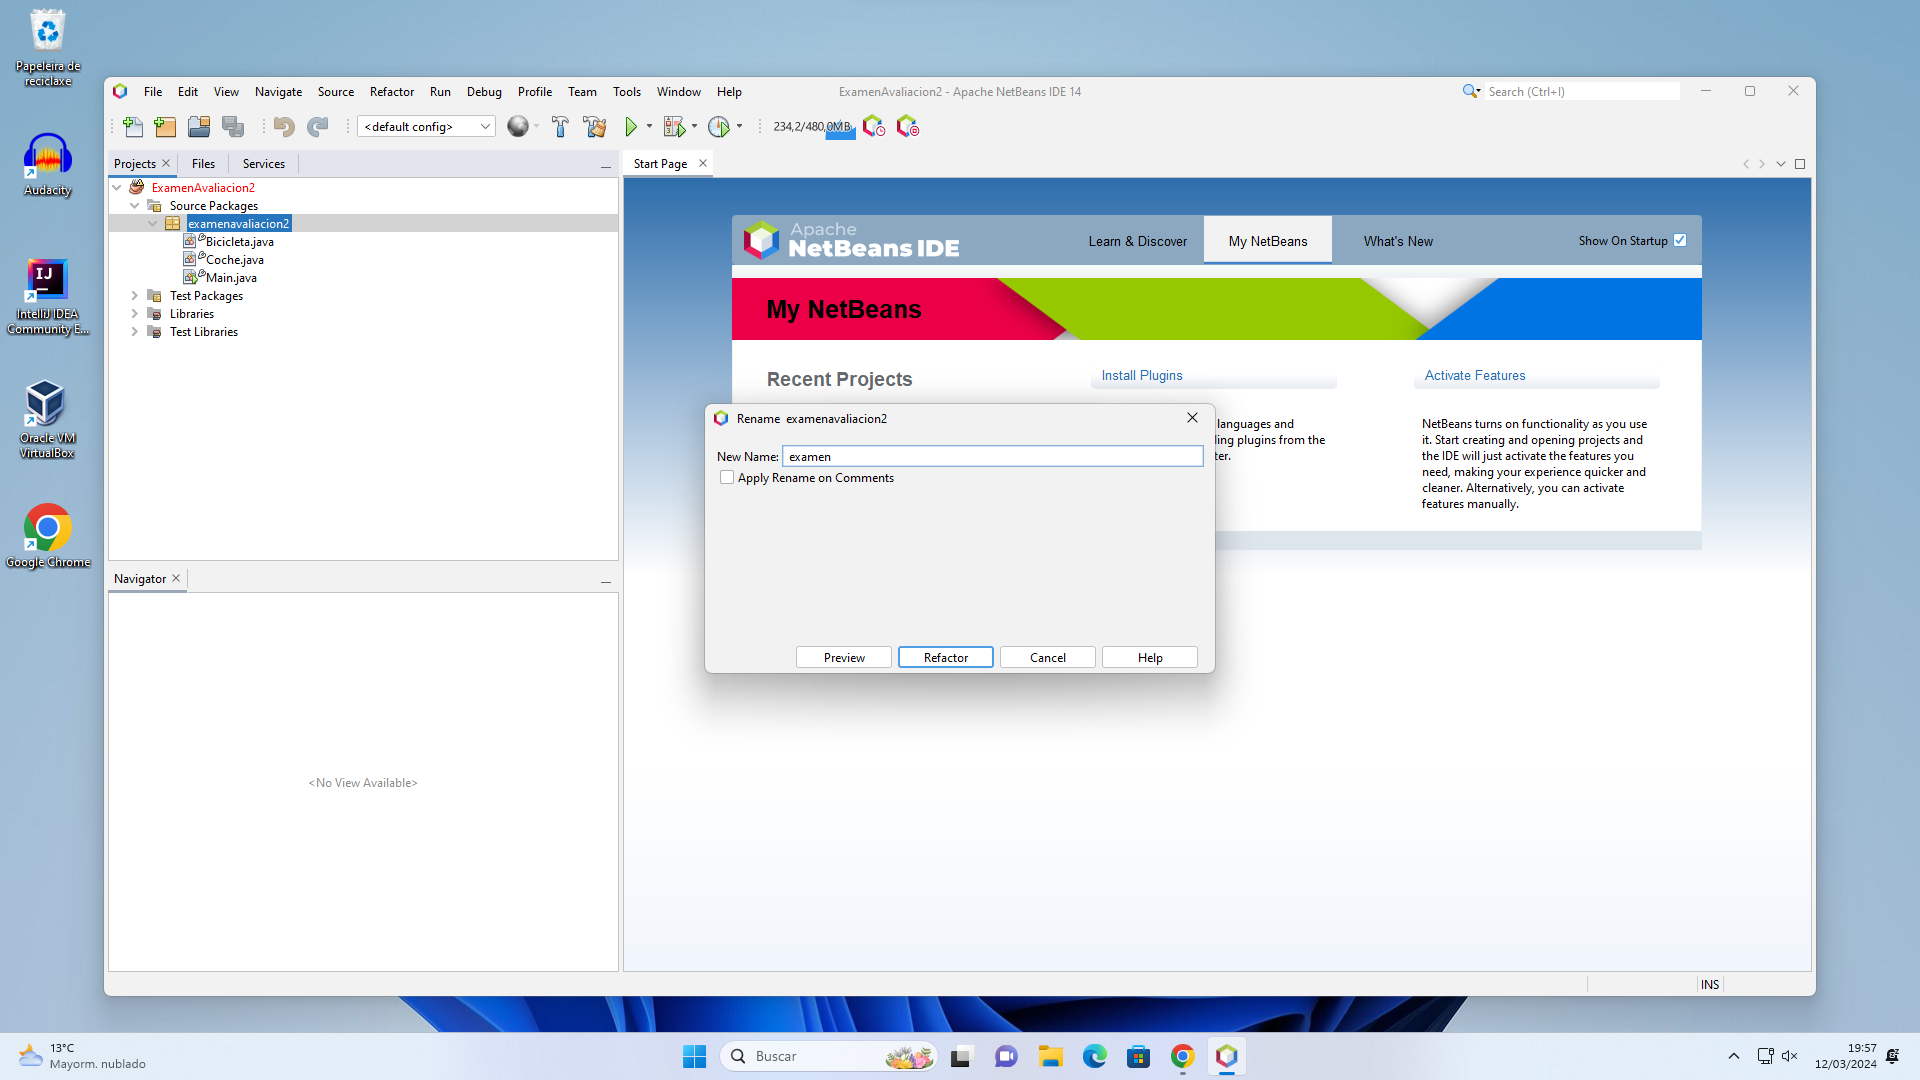 Papeleira de
reciclaxe
Audacity
IntelliJ IDEA
Community E...
Oracle VM
VirtualBox
Google Chrome
File Edit View Navigate Source Refactor Run Debug Profile Team Tools Window Help
ExamenAvaliacion2 - Apache NetBeans IDE 14
Search (Ctrl+I)
<default config>
234,2/480,0MB
Projects Files Services
Start Page
ExamenAvaliacion2
Source Packages
examenavaliacion2
Bicicleta.java
Coche.java
Main.java
Test Packages
Libraries
Test Libraries
Navigator
<No View Available>
Apache
NetBeans IDE
Learn & Discover
My NetBeans
What's New
Show On Startup
My NetBeans
Recent Projects
Install Plugins
Activate Features
languages and
ing plugins from the
ter.
NetBeans turns on functionality as you use
it. Start creating and opening projects and
the IDE will just activate the features you
need, making your experience quicker and
cleaner. Alternatively, you can activate
features manually.
Rename examenavaliacion2
New Name: examen
Apply Rename on Comments
Preview Refactor Cancel Help
INS
13°C
Mayorm. nublado
Buscar
19:57
12/03/2024